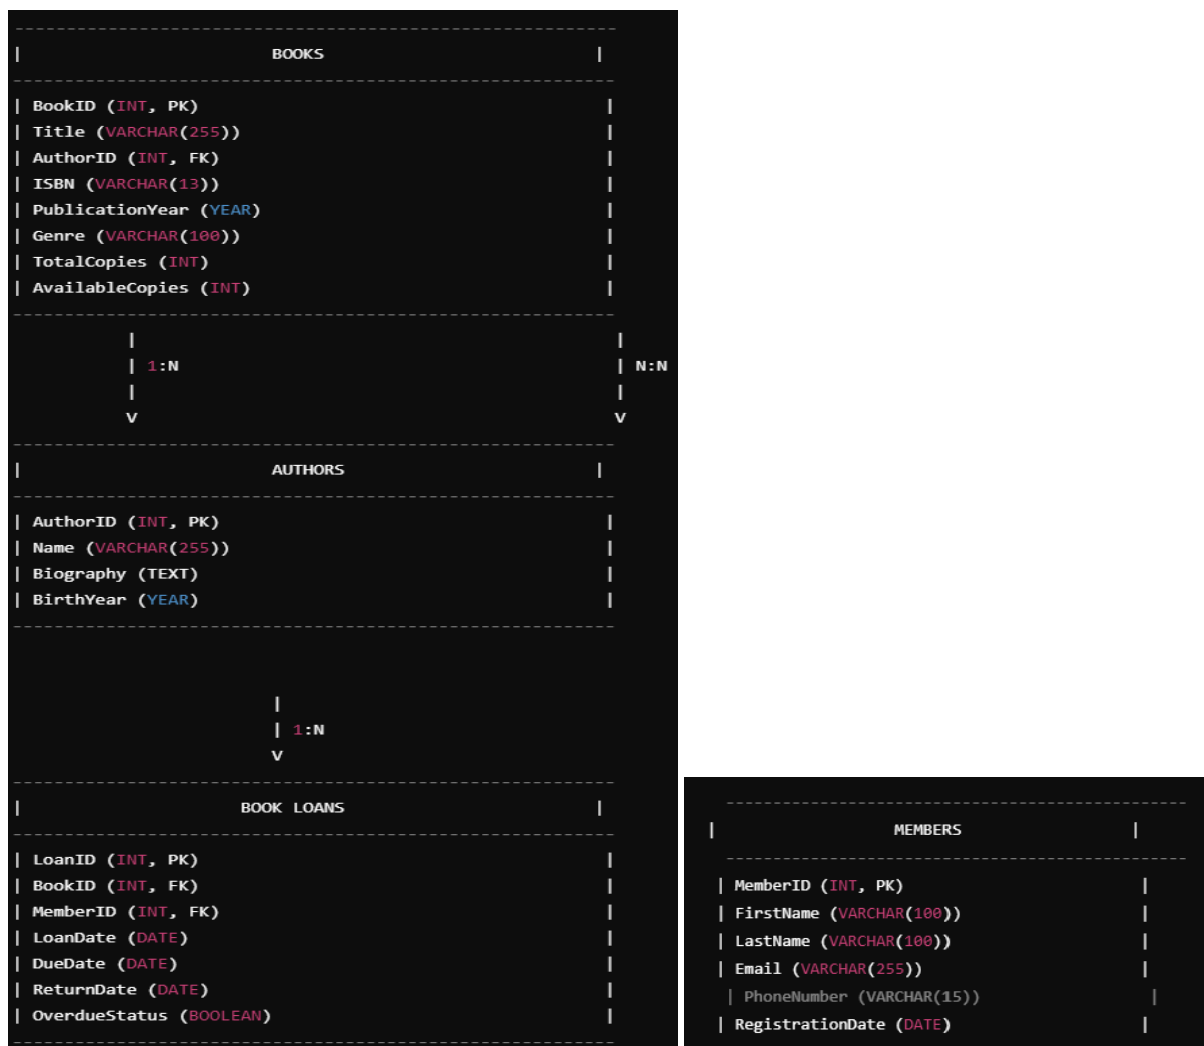 BOOKS
BookID (INT, PK)
Title (VARCHAR(255))
AuthorID (INT, FK)
ISBN (VARCHAR(13))
PublicationYear (YEAR)
Genre (VARCHAR(100))
TotalCopies (INT)
AvailableCopies (INT)
1:N
N:N
AUTHORS
AuthorID (INT, PK)
Name (VARCHAR(255))
Biography (TEXT)
BirthYear (YEAR)
1:N
V
BOOK LOANS
LoanID (INT, PK)
BookID (INT, FK)
MemberID (INT, FK)
LoanDate (DATE)
DueDate (DATE)
ReturnDate (DATE)
OverdueStatus (BOOLEAN)
MEMBERS
MemberID (INT, PK)
FirstName (VARCHAR(100))
LastName (VARCHAR(100))
Email (VARCHAR(255))
PhoneNumber (VARCHAR(15))
RegistrationDate (DATE)